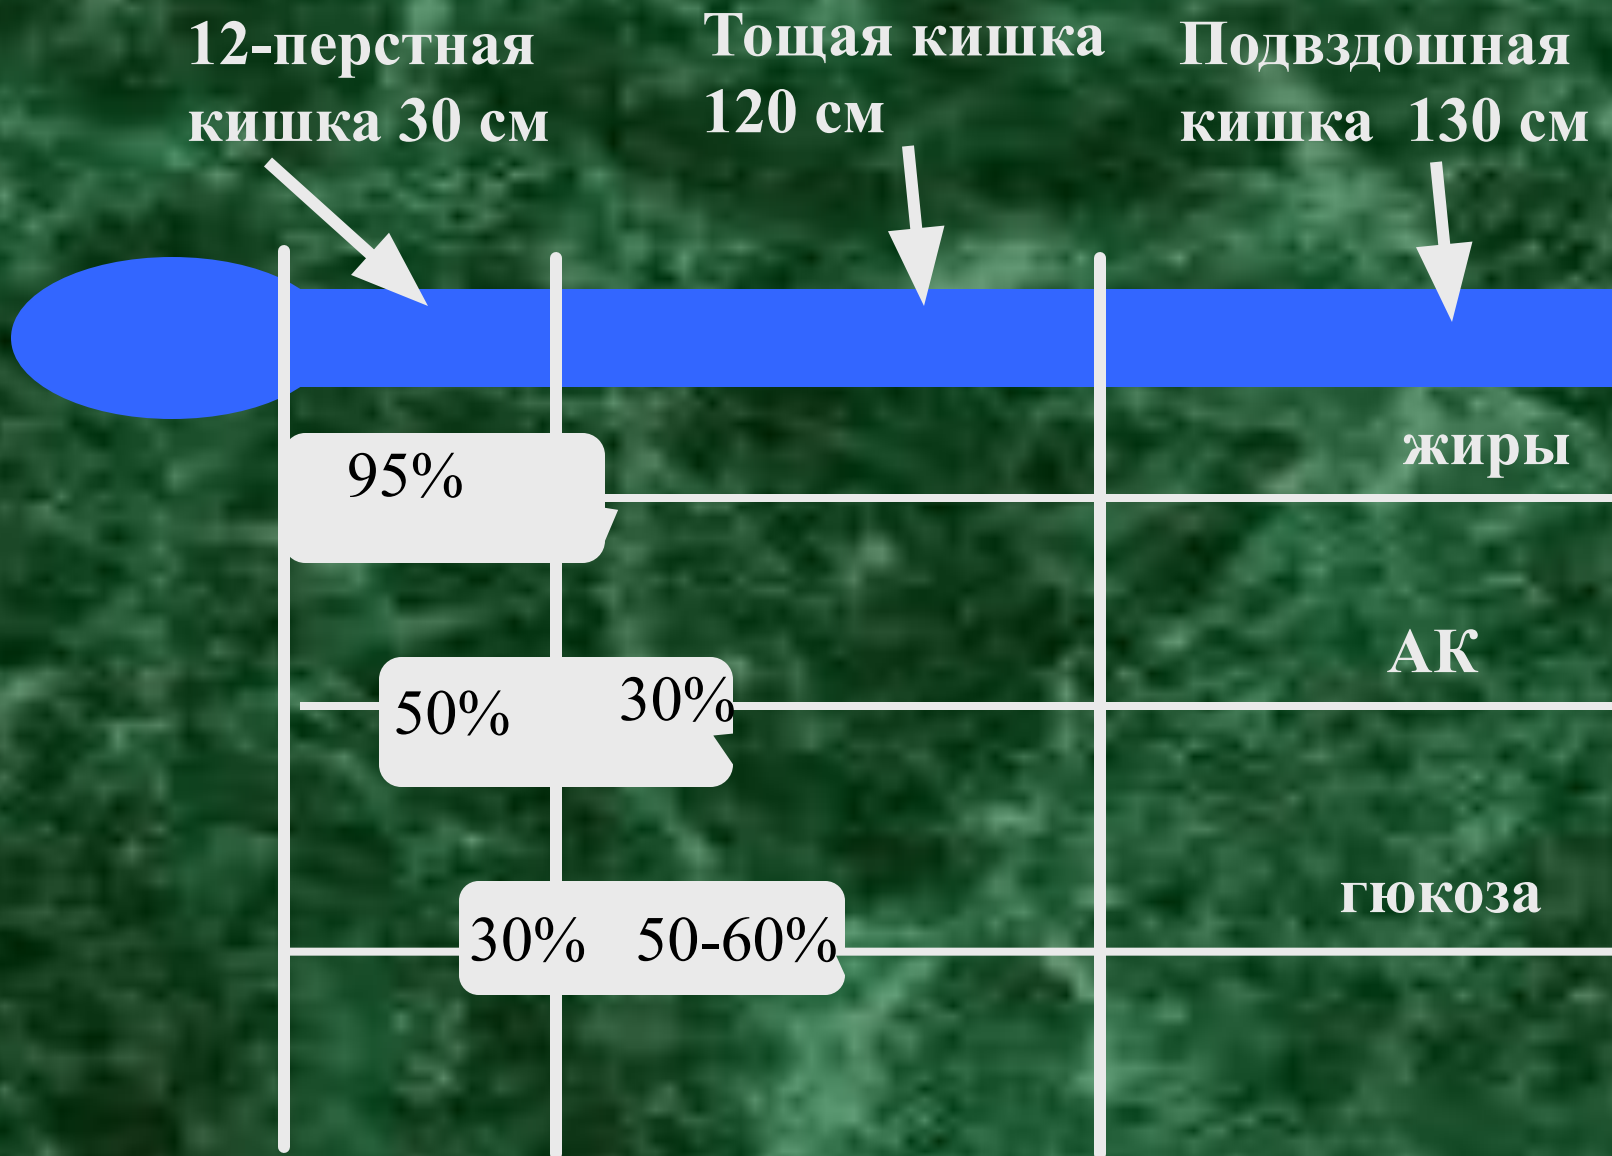 12-перстная
кишка 30 см
Тощая кишка
120 см
Подвздошная
кишка 130 см
жиры
95%
АК
50% 30%
гюкоза
30% 50-60%